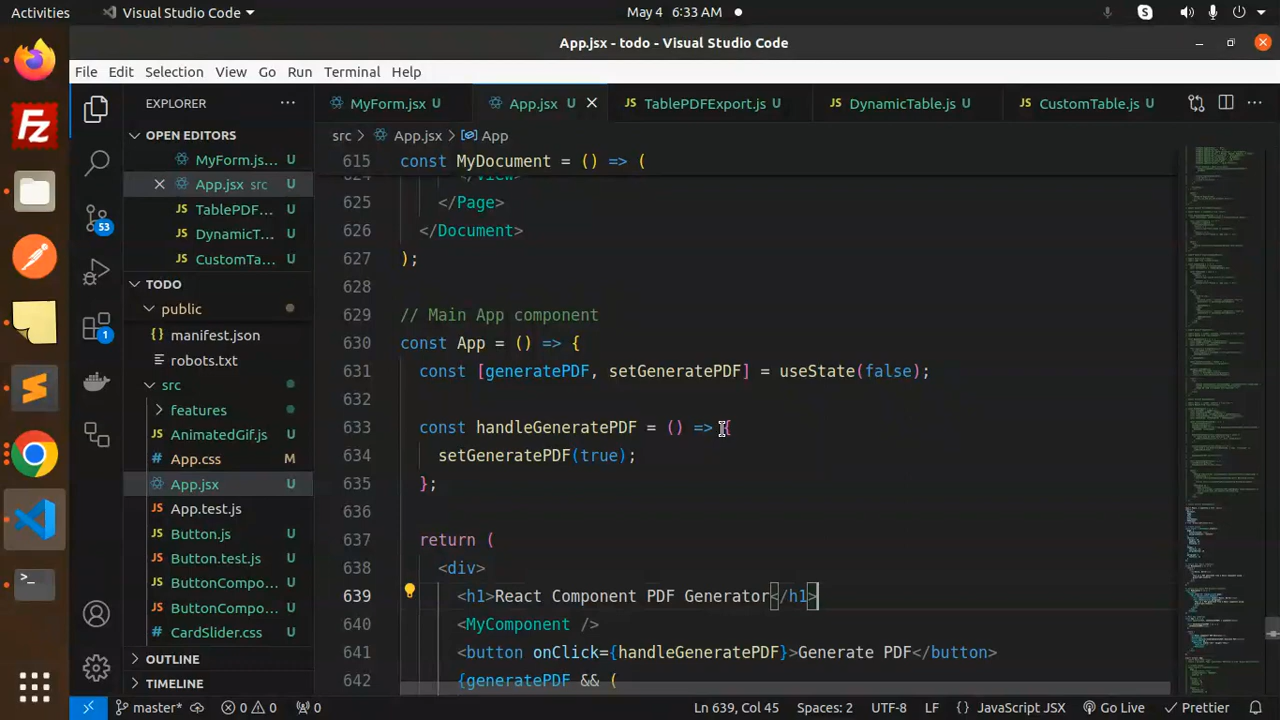 Activities Visual Studio Code May 4 6:33 AM
App.jsx - todo - Visual Studio Code
File Edit Selection View Go Run Terminal Help
EXPLORER
MyForm.jsx U App.jsx U TablePDFExport.js U DynamicTable.js U CustomTable.js U
OPEN EDITORS
MyForm.js... U
App.jsx src U
TablePDF... U
DynamicT... U
CustomTa... U
TODO
public
manifest.json
robots.txt
src
features
AnimatedGif.js U
App.css M
App.jsx U
App.test.js
Button.js U
Button.test.js U
ButtonCompo... U
ButtonCompo... U
CardSlider.css U
OUTLINE
TIMELINE
53
1
src > App.jsx > App
615 const MyDocument = () => (
624 </View>
625 </Page>
626 </Document>
627 );
628
629 // Main App component
630 const App = () => {
631 const [generatePDF, setGeneratePDF] = useState(false);
632
633 const handleGeneratePDF = () => {
634 setGeneratePDF(true);
635 };
636
637 return (
638 <div>
639 <h1>React Component PDF Generator</h1>
640 <MyComponent />
641 <button onClick={handleGeneratePDF}>Generate PDF</button>
642 {generatePDF && (
master* 0 0 0 Ln 639, Col 45 Spaces: 2 UTF-8 LF {} JavaScript JSX Go Live Prettier